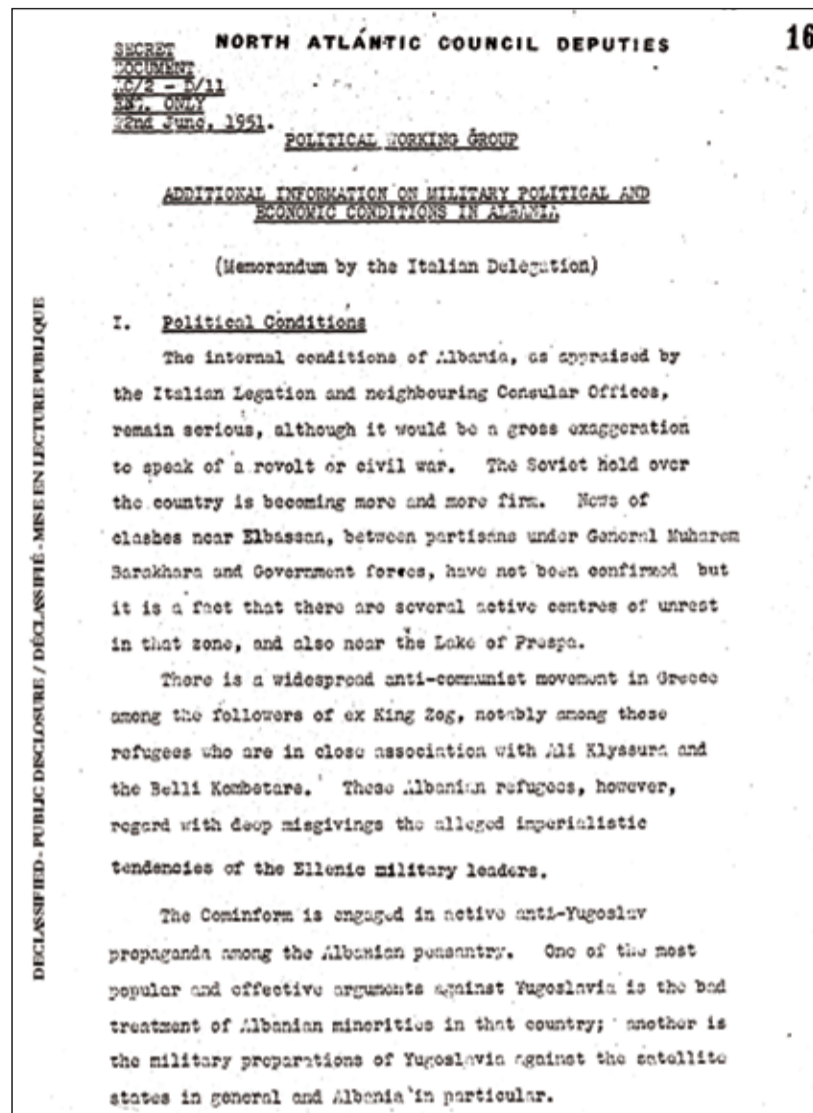 NORTH ATLANTIC COUNCIL DEPUTIES
16
SECRET
DOCUMENT
AC/2 - D/11
ENG. ONLY
22nd June, 1951.
POLITICAL WORKING GROUP
ADDITIONAL INFORMATION ON MILITARY POLITICAL AND
ECONOMIC CONDITIONS IN ALBANIA
(Memorandum by the Italian Delegation)
I. Political Conditions
The internal conditions of Albania, as appraised by
the Italian Legation and neighbouring Consular Offices,
remain serious, although it would be a gross exaggeration
to speak of a revolt or civil war. The Soviet hold over
the country is becoming more and more firm. News of
clashes near Elbassan, between partisans under General Muharem
Barakhara and Government forces, have not been confirmed but
it is a fact that there are several active centres of unrest
in that zone, and also near the Lake of Prespa.
There is a widespread anti-communist movement in Greece
among the followers of ex King Zog, notably among those
refugees who are in close association with Ali Klyssura and
the Belli Kombetare. These Albanian refugees, however,
regard with deep misgivings the alleged imperialistic
tendencies of the Ellenic military leaders.
The Cominform is engaged in active anti-Yugoslav
propaganda among the Albanian peasantry. One of the most
popular and effective arguments against Yugoslavia is the bad
treatment of Albanian minorities in that country; another is
the military preparations of Yugoslavia against the satellite
states in general and Albania in particular.
DECLASSIFIED - PUBLIC DISCLOSURE / DÉCLASSIFIÉ - MISE EN LECTURE PUBLIQUE